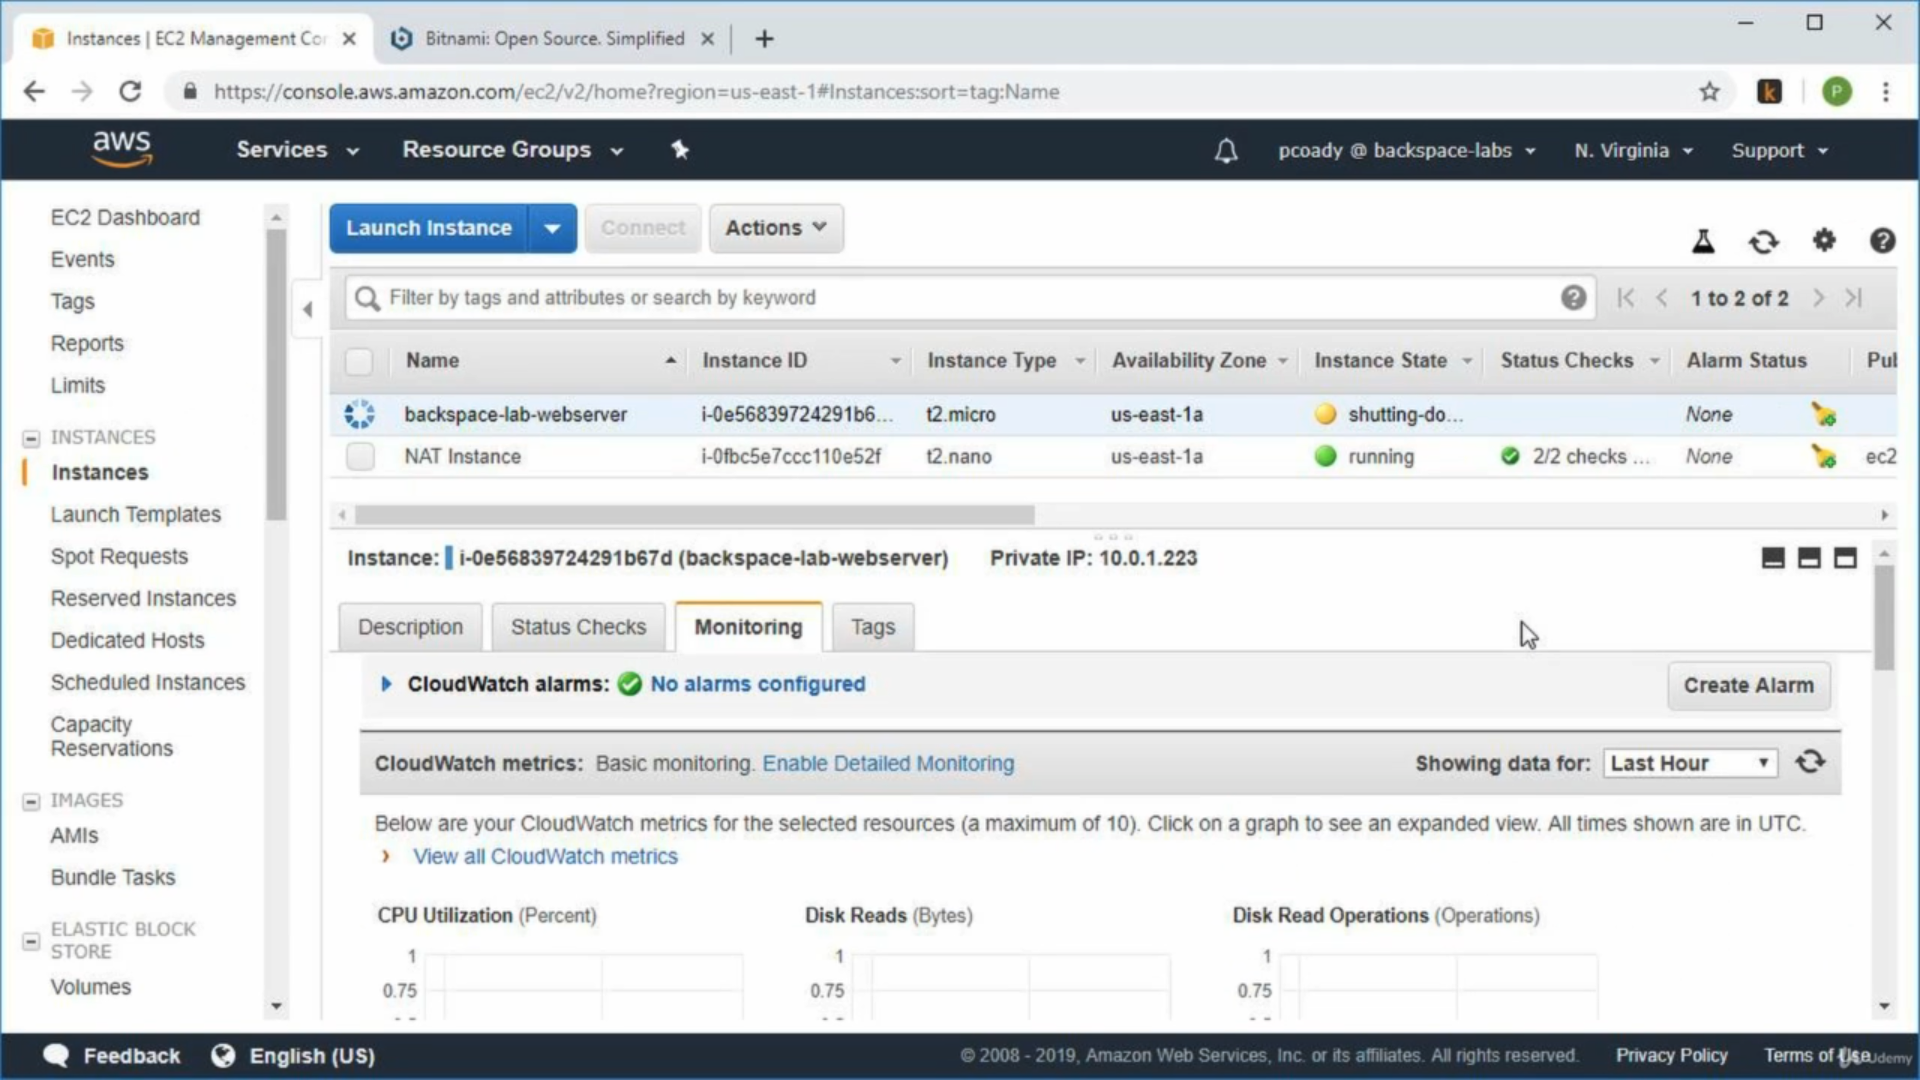 Instances | EC2 Management Co
Bitnami: Open Source. Simplified
https://console.aws.amazon.com/ec2/v2/home?region=us-east-1#Instances:sort=tag:Name
k
P
aws
Services
Resource Groups
pcoady @ backspace-labs
N. Virginia
Support
EC2 Dashboard
Events
Tags
Reports
Limits
INSTANCES
Instances
Launch Templates
Spot Requests
Reserved Instances
Dedicated Hosts
Scheduled Instances
Capacity
Reservations
IMAGES
AMIs
Bundle Tasks
ELASTIC BLOCK
STORE
Volumes
Launch Instance
Connect
Actions
Filter by tags and attributes or search by keyword
1 to 2 of 2
Name Instance ID Instance Type Availability Zone Instance State Status Checks Alarm Status Pub
backspace-lab-webserver i-0e56839724291b6... t2.micro us-east-1a shutting-do... None
NAT Instance i-0fbc5e7ccc110e52f t2.nano us-east-1a running 2/2 checks ... None ec2
Instance: i-0e56839724291b67d (backspace-lab-webserver) Private IP: 10.0.1.223
Description
Status Checks
Monitoring
Tags
CloudWatch alarms: No alarms configured
Create Alarm
CloudWatch metrics: Basic monitoring. Enable Detailed Monitoring
Showing data for: Last Hour
Below are your CloudWatch metrics for the selected resources (a maximum of 10). Click on a graph to see an expanded view. All times shown are in UTC.
View all CloudWatch metrics
CPU Utilization (Percent)
1
0.75
Disk Reads (Bytes)
1
0.75
Disk Read Operations (Operations)
1
0.75
Feedback
English (US)
© 2008 - 2019, Amazon Web Services, Inc. or its affiliates. All rights reserved.
Privacy Policy
Terms of Use
Udemy